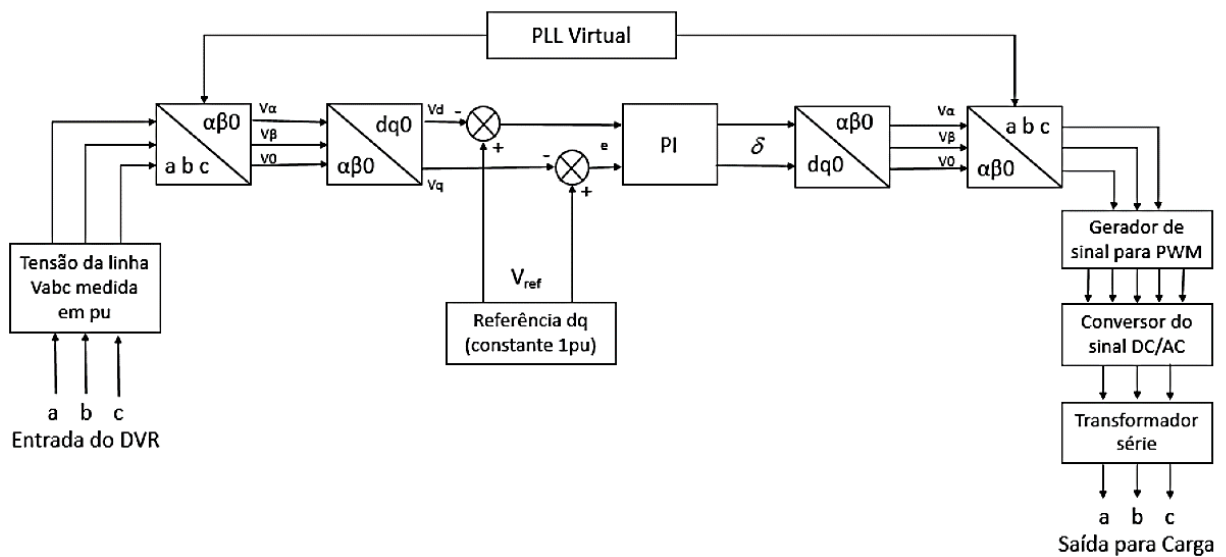 PLL Virtual
αβ0
a b c
Vα
Vβ
V0
dq0
αβ0
Vd
-
+
Vq
-
+
e
PI
δ
αβ0
dq0
Vα
Vβ
V0
a b c
αβ0
Tensão da linha
Vabc medida
em pu
a b c
Entrada do DVR
Vref
Referência dq
(constante 1pu)
Gerador de
sinal para PWM
Conversor do
sinal DC/AC
Transformador
série
a b c
Saída para Carga